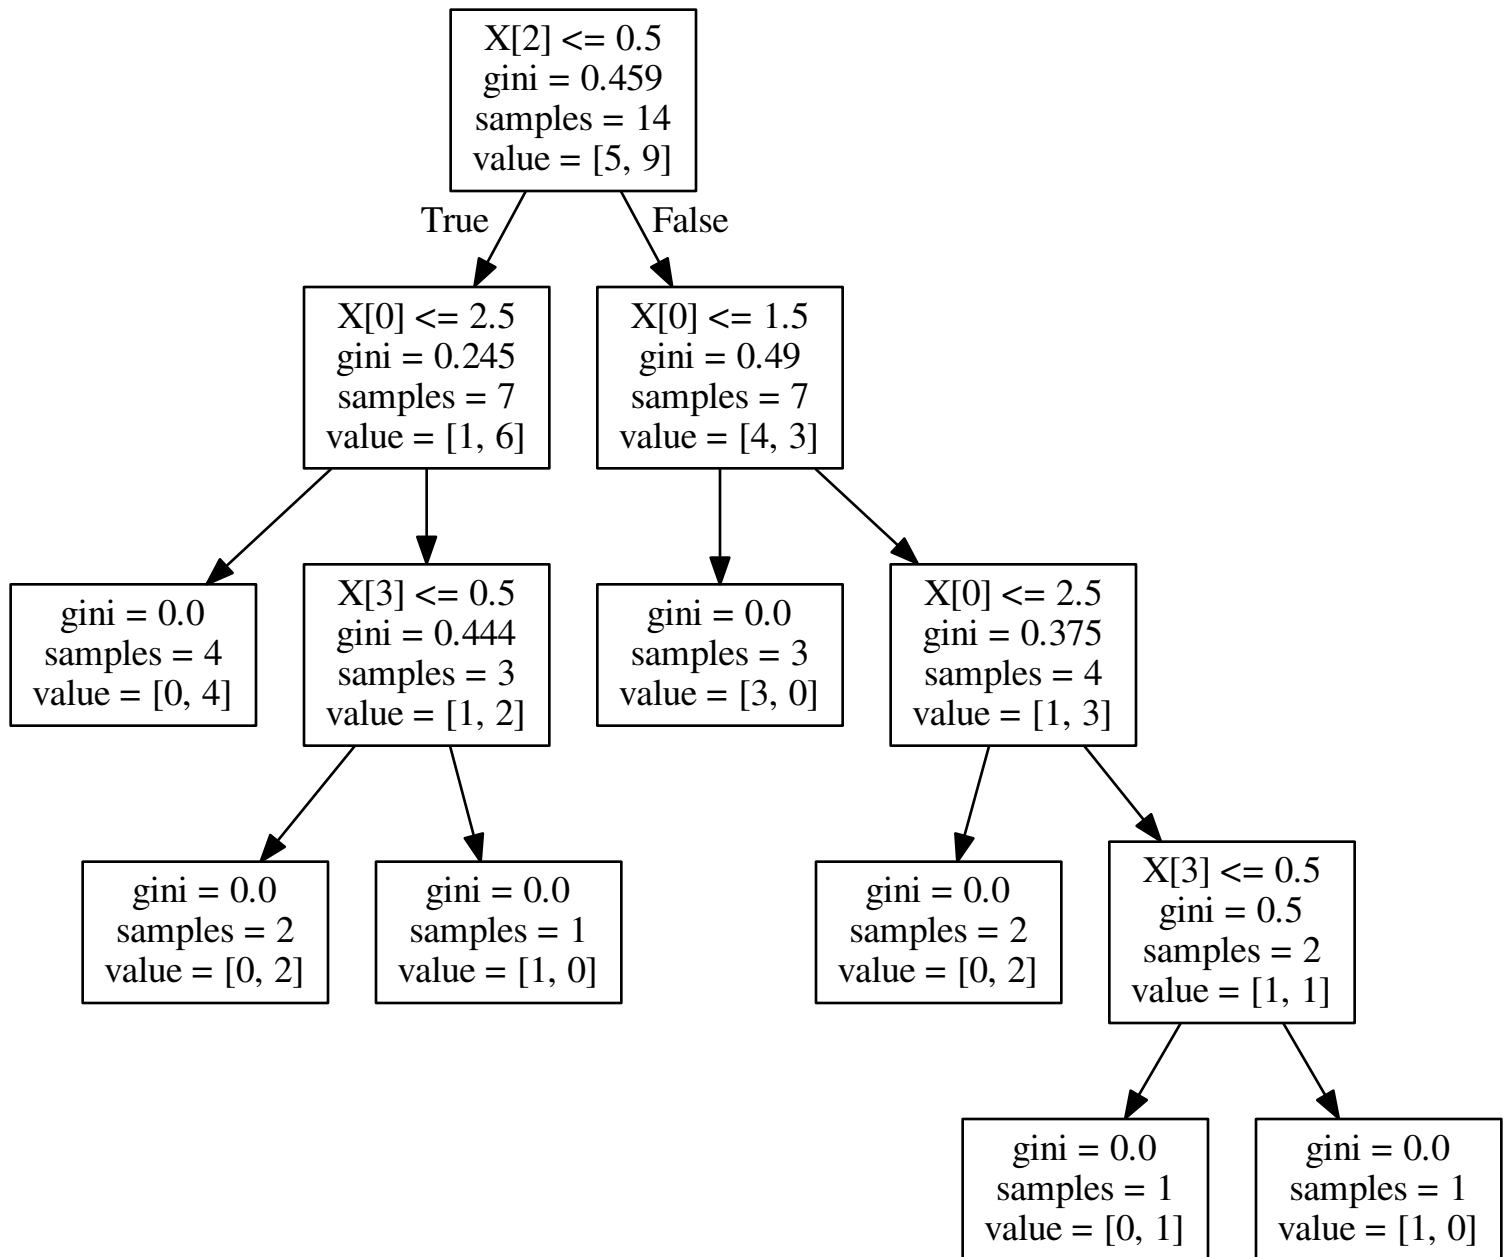 X[2] <= 0.5
gini = 0.459
samples = 14
value = [5, 9]
True
False
X[0] <= 2.5
gini = 0.245
samples = 7
value = [1, 6]
X[0] <= 1.5
gini = 0.49
samples = 7
value = [4, 3]
gini = 0.0
samples = 4
value = [0, 4]
X[3] <= 0.5
gini = 0.444
samples = 3
value = [1, 2]
gini = 0.0
samples = 3
value = [3, 0]
X[0] <= 2.5
gini = 0.375
samples = 4
value = [1, 3]
gini = 0.0
samples = 2
value = [0, 2]
gini = 0.0
samples = 1
value = [1, 0]
gini = 0.0
samples = 2
value = [0, 2]
X[3] <= 0.5
gini = 0.5
samples = 2
value = [1, 1]
gini = 0.0
samples = 1
value = [0, 1]
gini = 0.0
samples = 1
value = [1, 0]